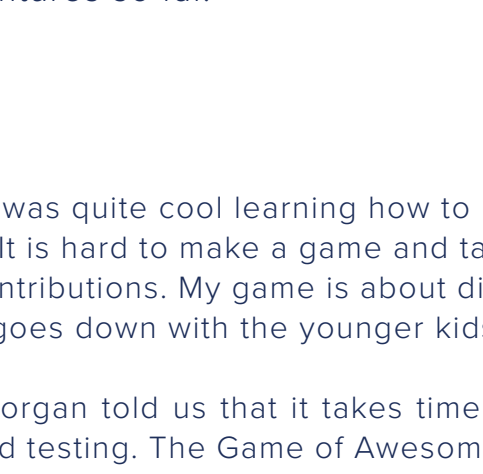 so far.
was quite cool learning how to
It is hard to make a game and ta
ntributions. My game is about di
goes down with the younger kids
organ told us that it takes time
d testing. The Game of Awesom